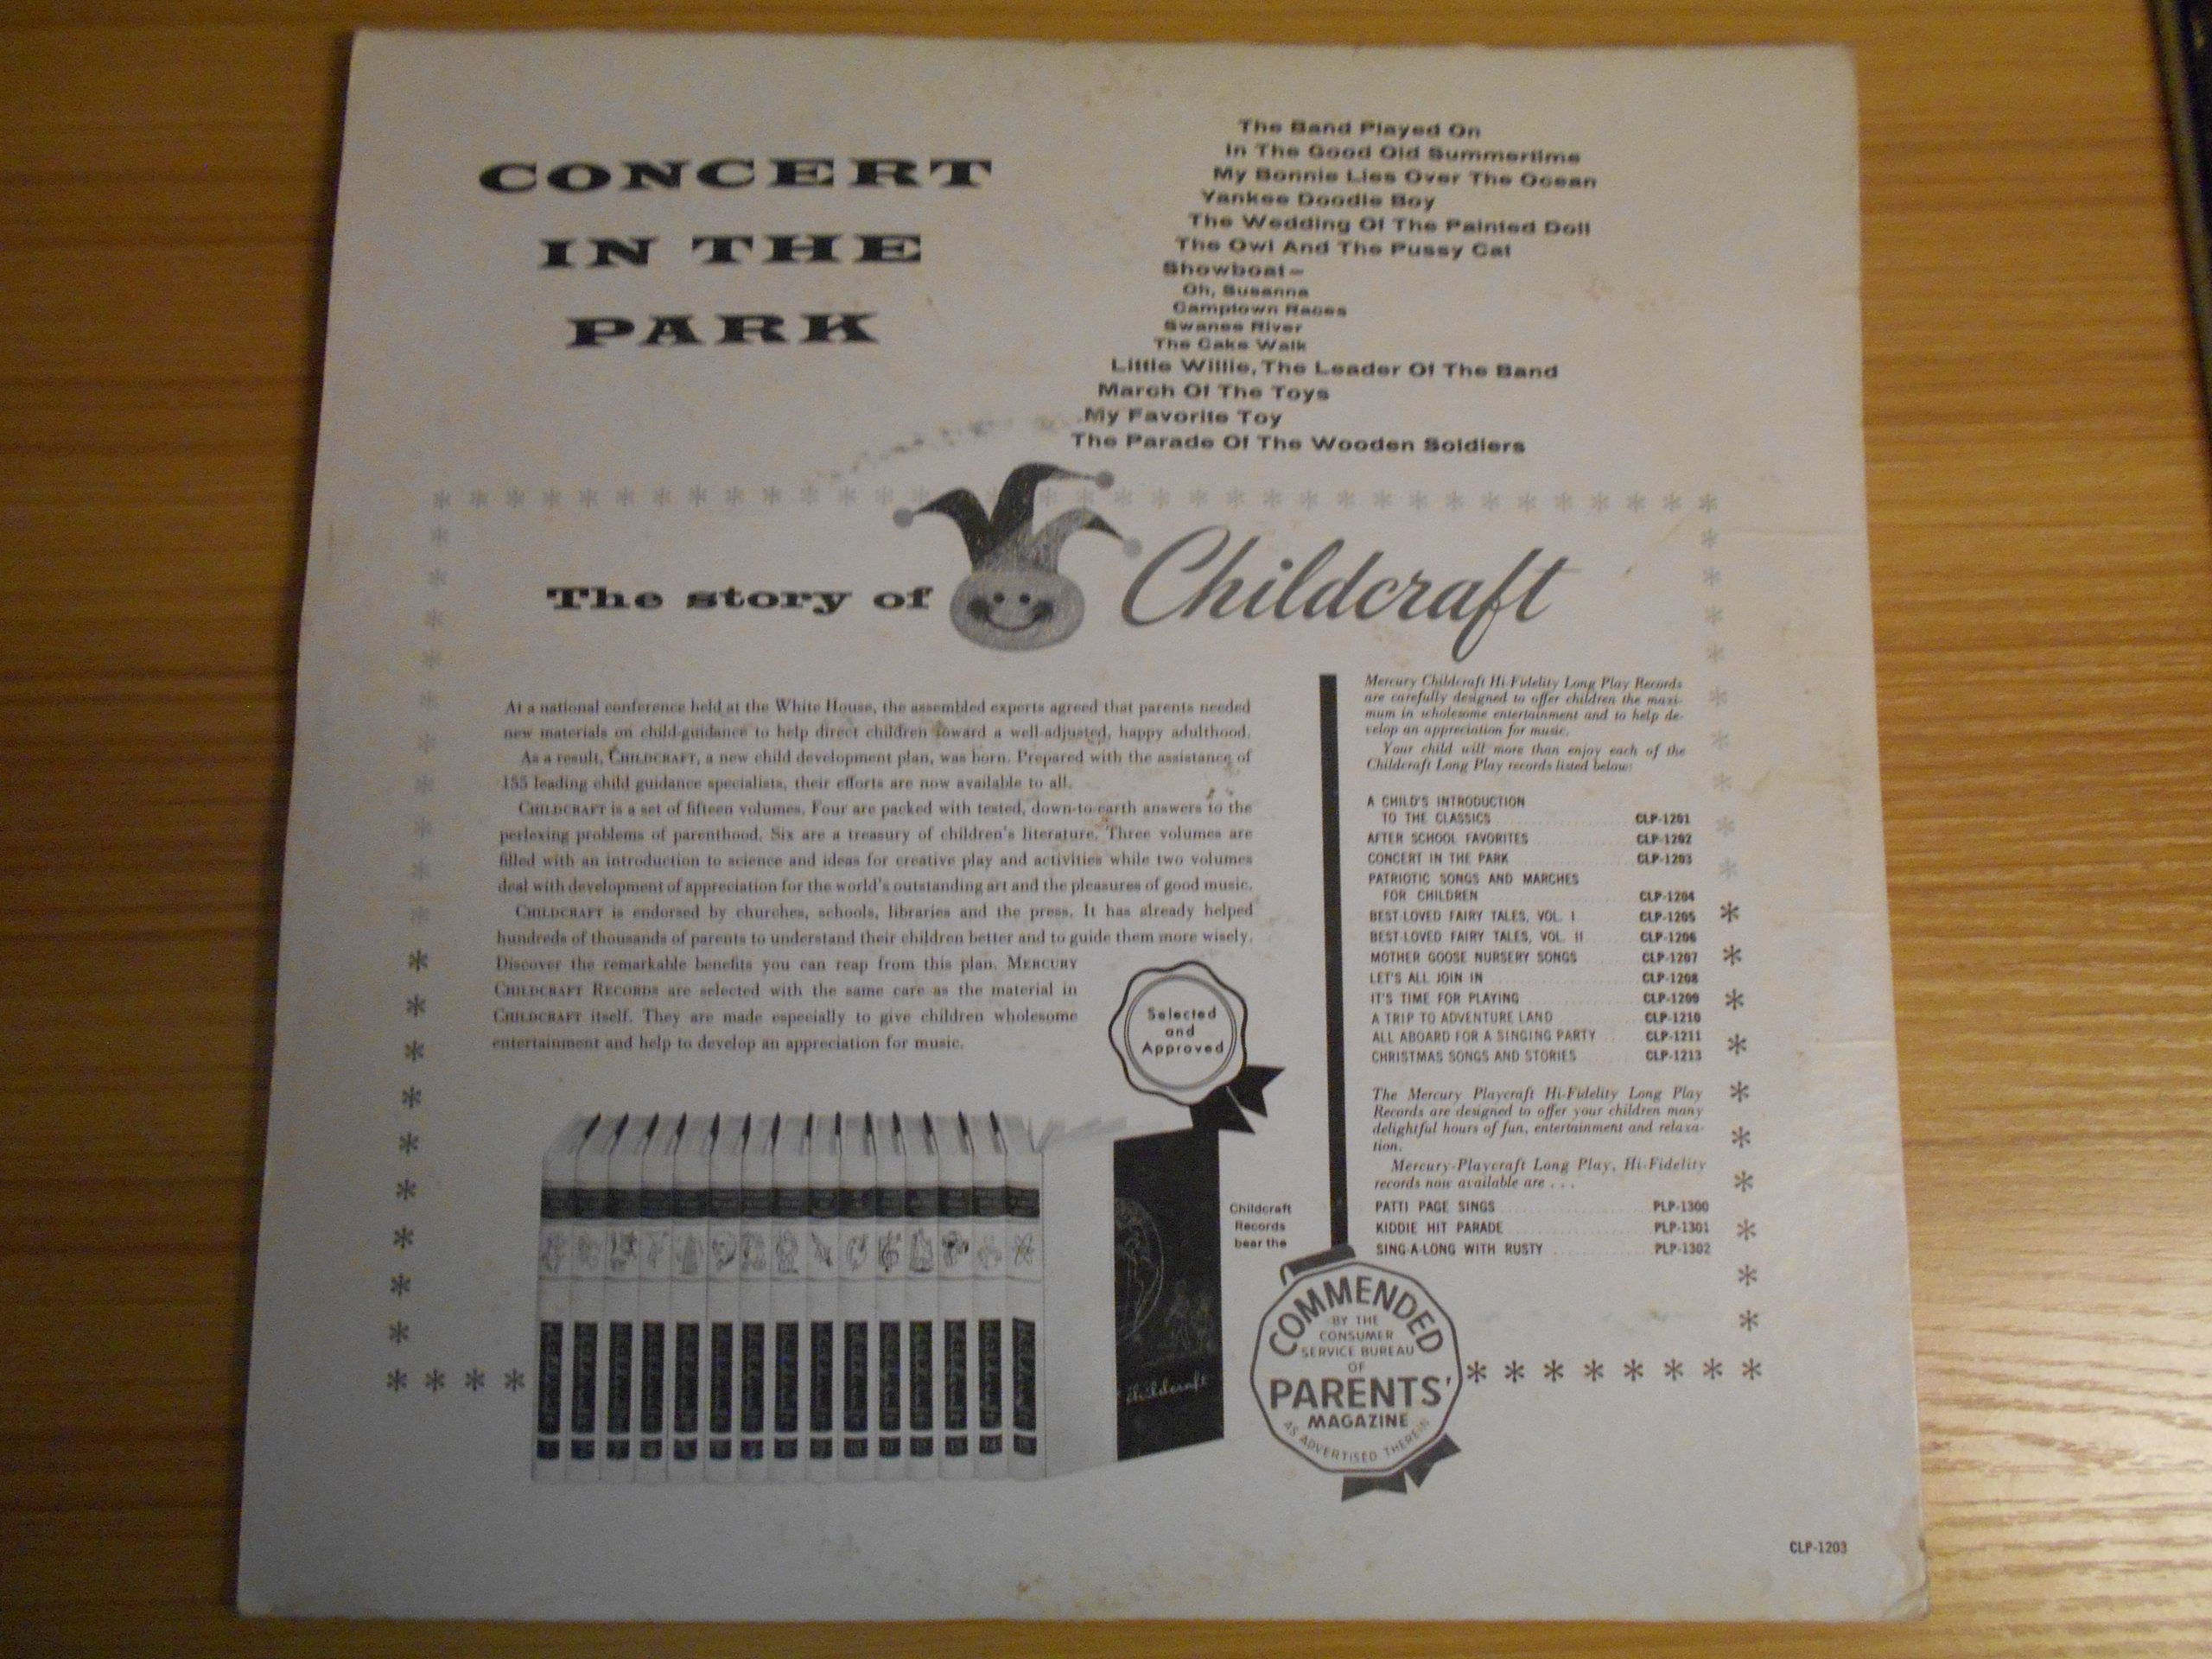 CONCERT
IN THE
PARK
The Band Played On
In The Good Old Summertime
My Bonnie Lies Over The Ocean
Yankee Doodle Boy
The Wedding Of The Painted Doll
The Owl And The Pussy Cat
Showboat—
Oh, Susanna
Camptown Races
Swanee River
The Cake Walk
Little Willie, The Leader Of The Band
March Of The Toys
My Favorite Toy
The Parade Of The Wooden Soldiers
The story of Childcraft
At a national conference held at the White House, the assembled experts agreed that parents needed
new materials on child-guidance to help direct children toward a well-adjusted, happy adulthood.
As a result, CHILDCRAFT, a new child development plan, was born. Prepared with the assistance of
155 leading child guidance specialists, their efforts are now available to all.
CHILDCRAFT is a set of fifteen volumes. Four are packed with tested, down-to-earth answers to the
perlexing problems of parenthood. Six are a treasury of children's literature. Three volumes are
filled with an introduction to science and ideas for creative play and activities while two volumes
deal with development of appreciation for the world's outstanding art and the pleasures of good music.
CHILDCRAFT is endorsed by churches, schools, libraries and the press. It has already helped
hundreds of thousands of parents to understand their children better and to guide them more wisely.
Discover the remarkable benefits you can reap from this plan. MERCURY
CHILDCRAFT RECORDS are selected with the same care as the material in
CHILDCRAFT itself. They are made especially to give children wholesome
entertainment and help to develop an appreciation for music.
Selected
and
Approved
childcraft
Childcraft
Records
bear the
Mercury Childcraft Hi-Fidelity Long Play Records
are carefully designed to offer children the maxi-
mum in wholesome entertainment and to help de-
velop an appreciation for music.
Your child will more than enjoy each of the
Childcraft Long Play records listed below:
A CHILD'S INTRODUCTION
TO THE CLASSICS CLP-1201
AFTER SCHOOL FAVORITES CLP-1202
CONCERT IN THE PARK CLP-1203
PATRIOTIC SONGS AND MARCHES
FOR CHILDREN CLP-1204
BEST-LOVED FAIRY TALES, VOL. I CLP-1205
BEST-LOVED FAIRY TALES, VOL. II CLP-1206
MOTHER GOOSE NURSERY SONGS CLP-1207
LET'S ALL JOIN IN CLP-1208
IT'S TIME FOR PLAYING CLP-1209
A TRIP TO ADVENTURE LAND CLP-1210
ALL ABOARD FOR A SINGING PARTY CLP-1211
CHRISTMAS SONGS AND STORIES CLP-1213
The Mercury Playcraft Hi-Fidelity Long Play
Records are designed to offer your children many
delightful hours of fun, entertainment and relaxa-
tion.
Mercury-Playcraft Long Play, Hi-Fidelity
records now available are . . .
PATTI PAGE SINGS PLP-1300
KIDDIE HIT PARADE PLP-1301
SING-A-LONG WITH RUSTY PLP-1302
COMMENDED
BY THE
CONSUMER
SERVICE BUREAU
OF
PARENTS'
MAGAZINE
AS ADVERTISED THEREIN
CLP-1203